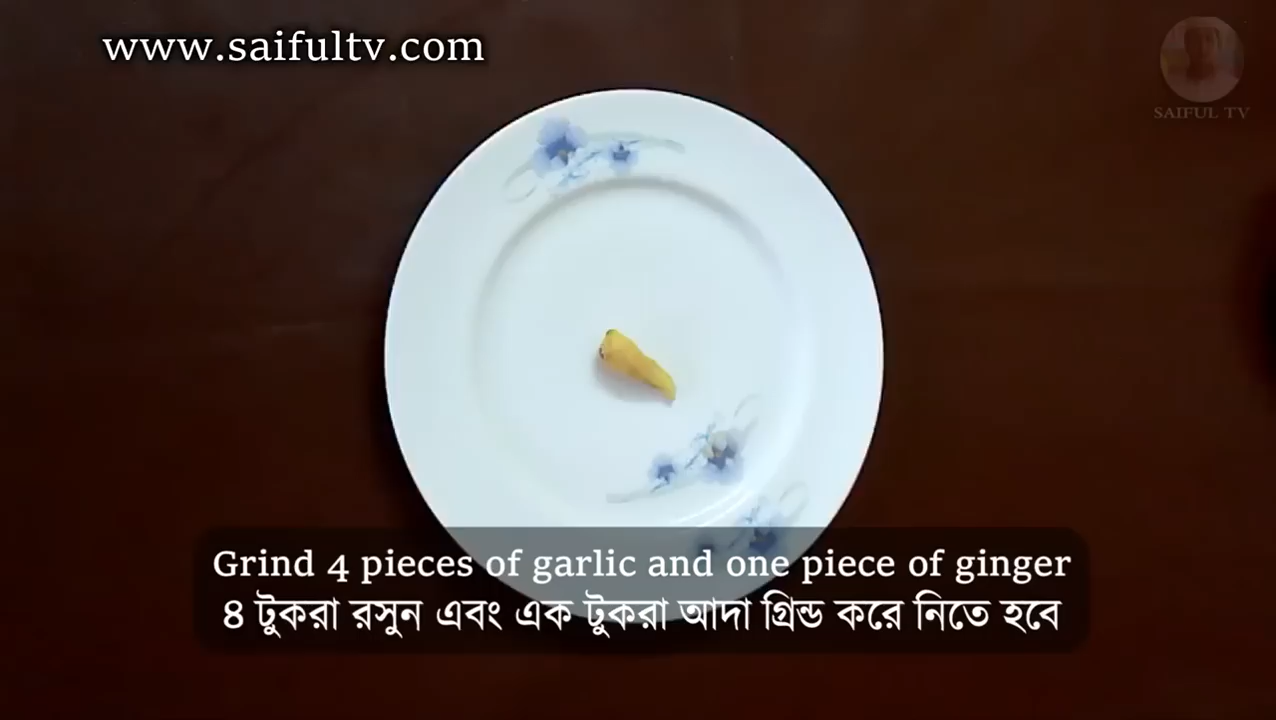 www.saifultv.com
SAIFUL TV
Grind 4 pieces of garlic and one piece of ginger
৪ টুকরা রসুন এবং এক টুকরা আদা গ্রিন্ড করে নিতে হবে